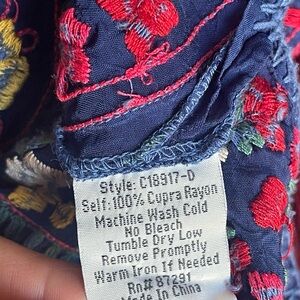 Style: C18917-D
Self:100% Cupra Rayon
Machine Wash Cold
No Bleach
Tumble Dry Low
Remove Promptly
Warm Iron If Needed
Rn# 87291
Made In China